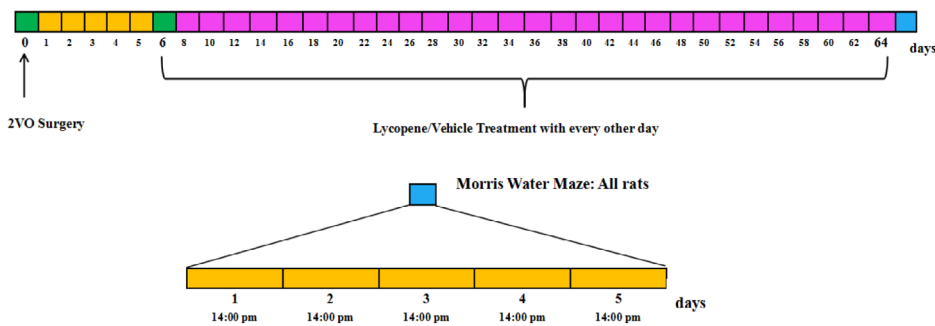 0 1 2 3 4 5 6 8 10 12 14 16 18 20 22 24 26 28 30 32 34 36 38 40 42 44 46 48 50 52 54 56 58 60 62 64 days
2VO Surgery
Lycopene/Vehicle Treatment with every other day
Morris Water Maze: All rats
1 2 3 4 5 days
14:00 pm 14:00 pm 14:00 pm 14:00 pm 14:00 pm